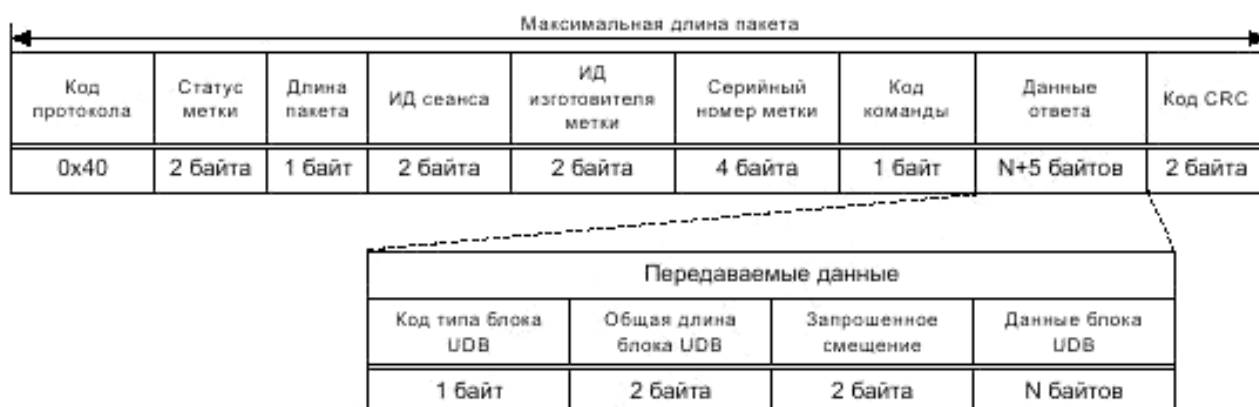 Максимальная длина пакета
Код протокола Статус метки Длина пакета ИД сеанса ИД изготовителя метки Серийный номер метки Код команды Данные ответа Код CRC
0x40 2 байта 1 байт 2 байта 2 байта 4 байта 1 байт N+5 байтов 2 байта
Передаваемые данные
Код типа блока UDB Общая длина блока UDB Запрошенное смещение Данные блока UDB
1 байт 2 байта 2 байта N байтов